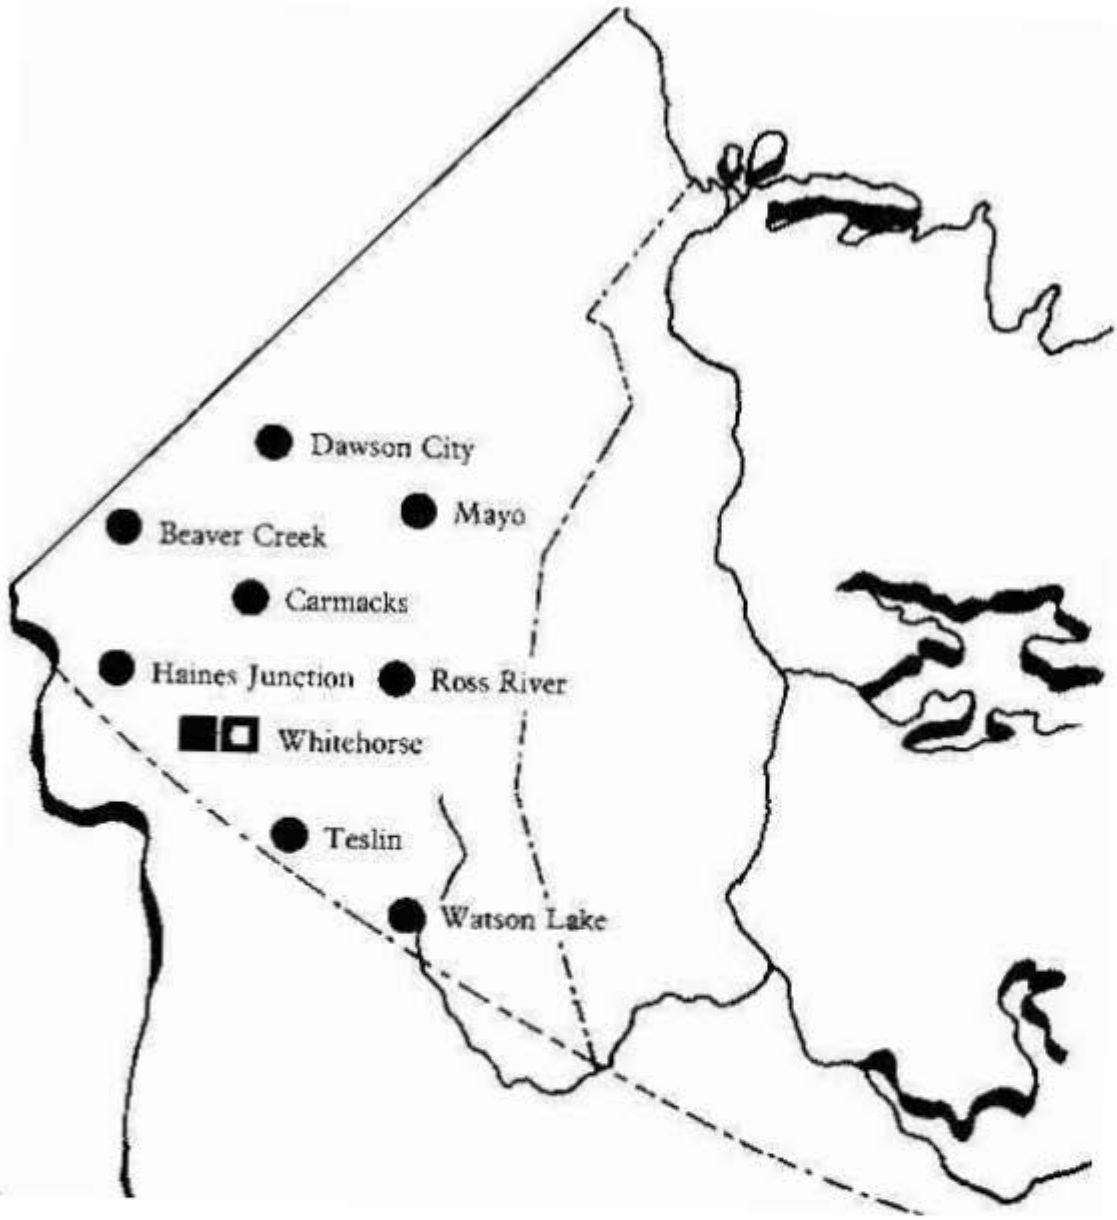 Dawson City
Mayo
Beaver Creek
Carmacks
Haines Junction
Ross River
Whitehorse
Teslin
Watson Lake